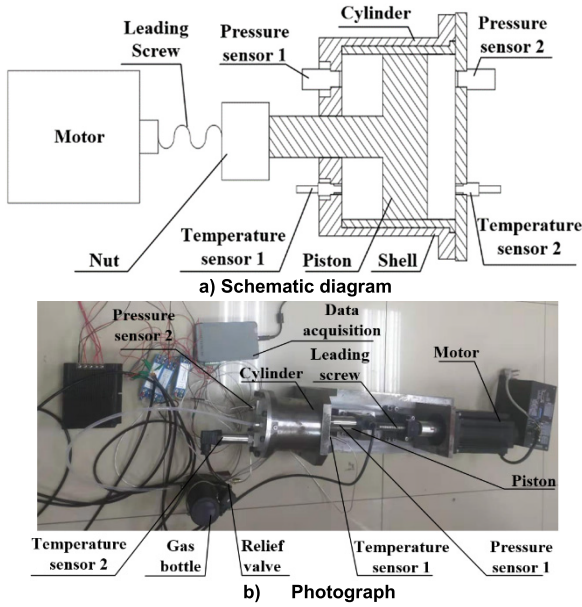 Leading
Screw
Pressure
sensor 1
Cylinder
Pressure
sensor 2
Motor
Nut
Temperature
sensor 1
Piston
Shell
Temperature
sensor 2
a) Schematic diagram
Pressure
sensor 2
Data
acquisition
Leading
screw
Motor
Cylinder
Piston
Temperature
sensor 2
Gas
bottle
Relief
valve
Temperature
sensor 1
Pressure
sensor 1
b) Photograph